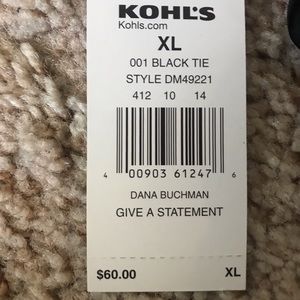 KOHL'S
Kohls.com
XL
001 BLACK TIE
STYLE DM49221
412 10 14
4 00903 61247 6
DANA BUCHMAN
GIVE A STATEMENT
$60.00 XL